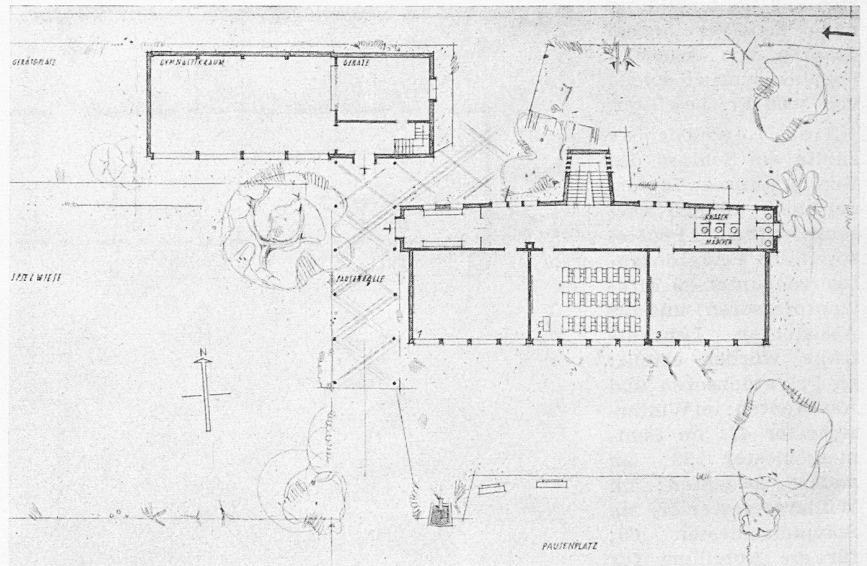 GERÄTEPLATZ
GYMNASTIKRAUM
GERÄTE
KNABEN
MÄDCHEN
SPIELWIESE
PAUSENHALLE
1
2
3
N
PAUSENPLATZ